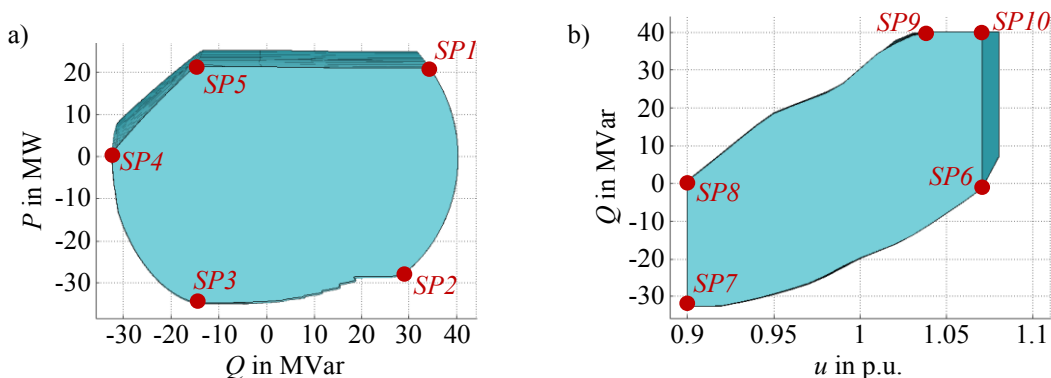 a)
P in MW
20
10
0
-10
-20
-30
-30 -20 -10 0 10 20 30 40
Q in MVar
SP1
SP5
SP4
SP3
SP2
b)
Q in MVar
40
30
20
10
0
-10
-20
-30
0.9 0.95 1 1.05 1.1
u in p.u.
SP9
SP10
SP8
SP6
SP7